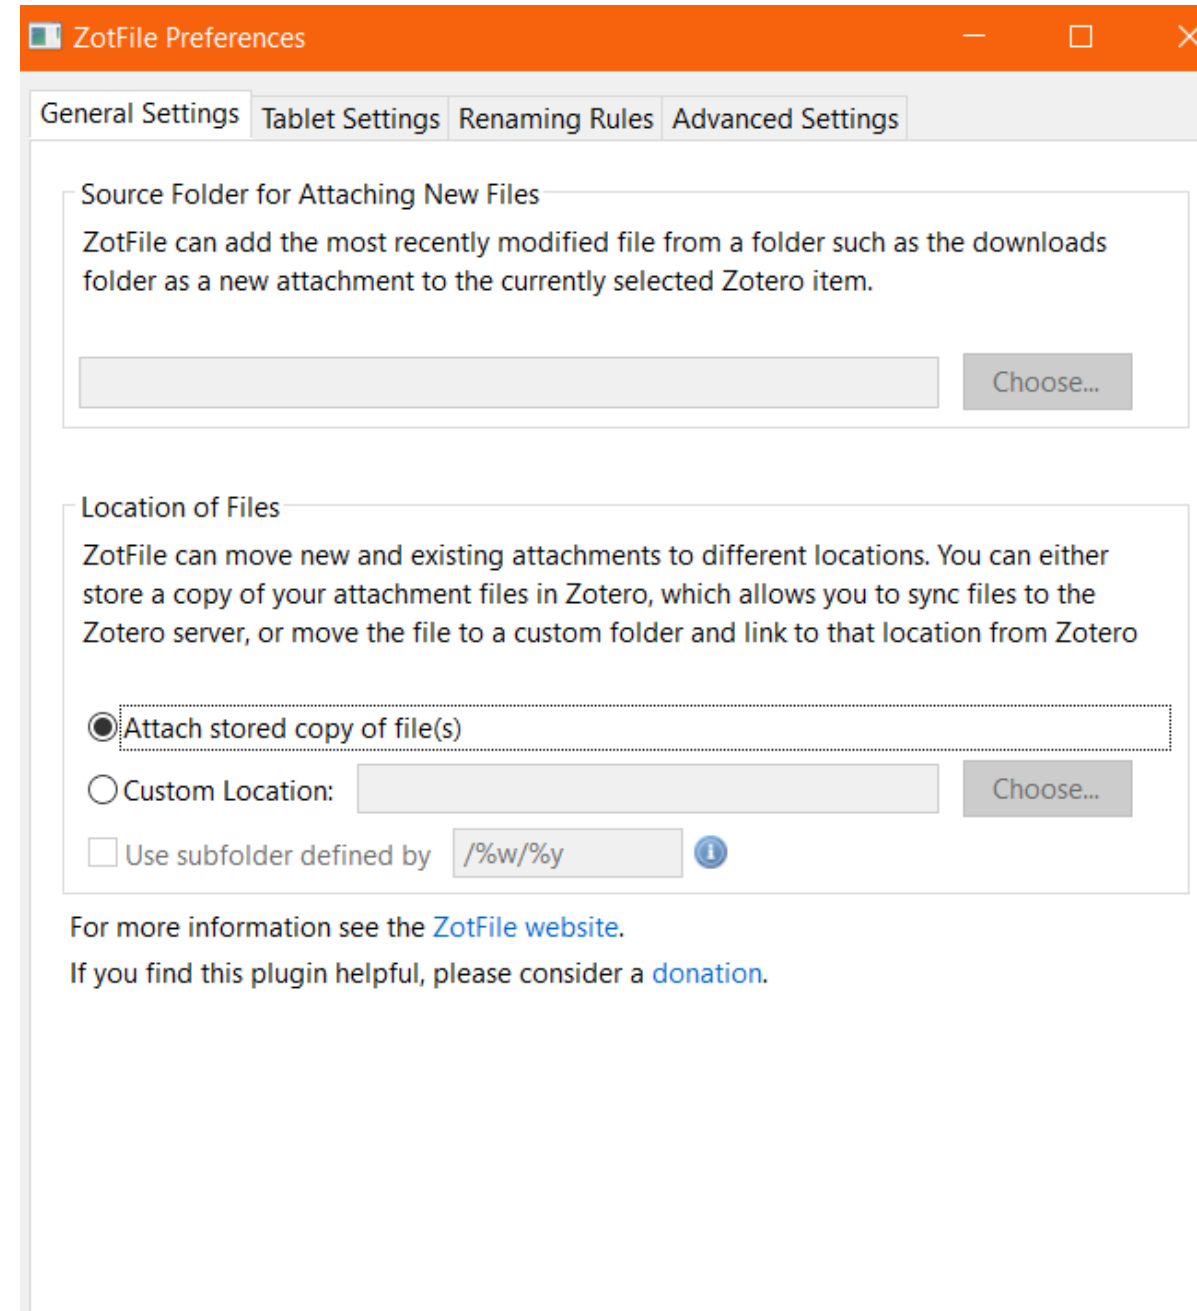 ZotFile Preferences
General Settings Tablet Settings Renaming Rules Advanced Settings
Source Folder for Attaching New Files
ZotFile can add the most recently modified file from a folder such as the downloads
folder as a new attachment to the currently selected Zotero item.
Choose...
Location of Files
ZotFile can move new and existing attachments to different locations. You can either
store a copy of your attachment files in Zotero, which allows you to sync files to the
Zotero server, or move the file to a custom folder and link to that location from Zotero
Attach stored copy of file(s)
Custom Location: Choose...
Use subfolder defined by /%w/%y
For more information see the ZotFile website.
If you find this plugin helpful, please consider a donation.